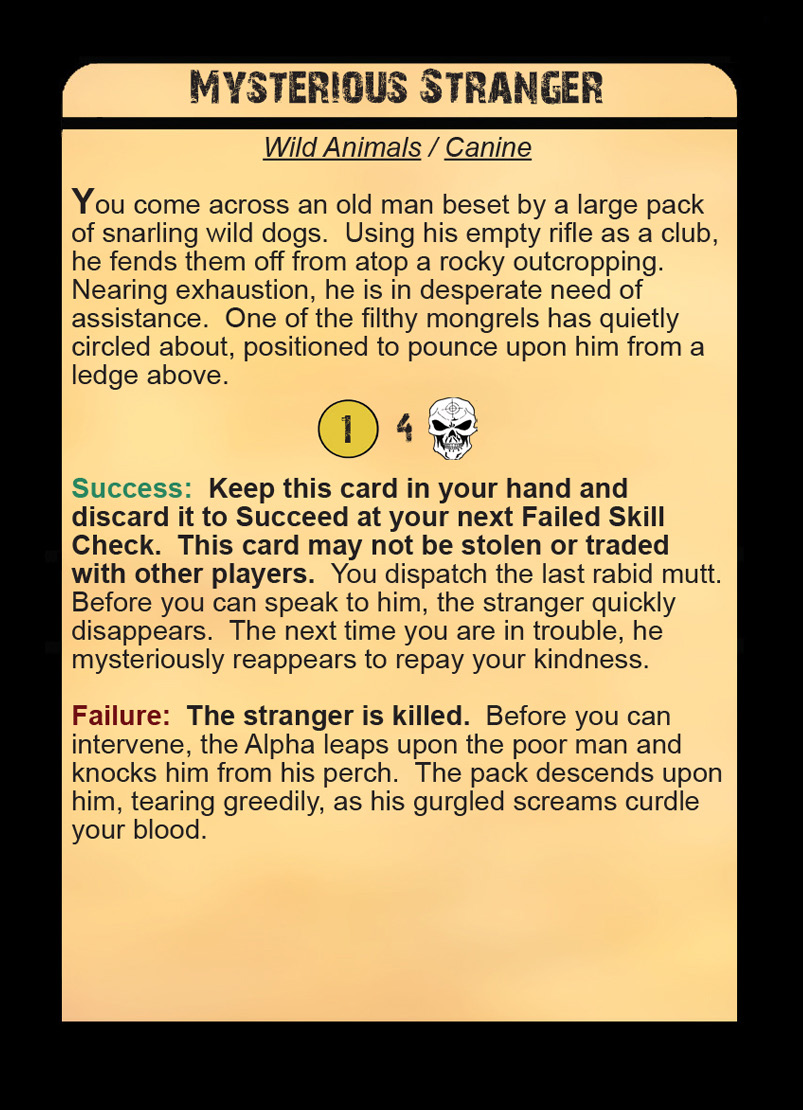 Mysterious Stranger
Wild Animals / Canine
You come across an old man beset by a large pack
of snarling wild dogs.  Using his empty rifle as a club,
he fends them off from atop a rocky outcropping.
Nearing exhaustion, he is in desperate need of
assistance.  One of the filthy mongrels has quietly
circled about, positioned to pounce upon him from a
ledge above.
1 4
Success:  Keep this card in your hand and
discard it to Succeed at your next Failed Skill
Check.  This card may not be stolen or traded
with other players.  You dispatch the last rabid mutt.
Before you can speak to him, the stranger quickly
disappears.  The next time you are in trouble, he
mysteriously reappears to repay your kindness.
Failure:  The stranger is killed.  Before you can
intervene, the Alpha leaps upon the poor man and
knocks him from his perch.  The pack descends upon
him, tearing greedily, as his gurgled screams curdle
your blood.